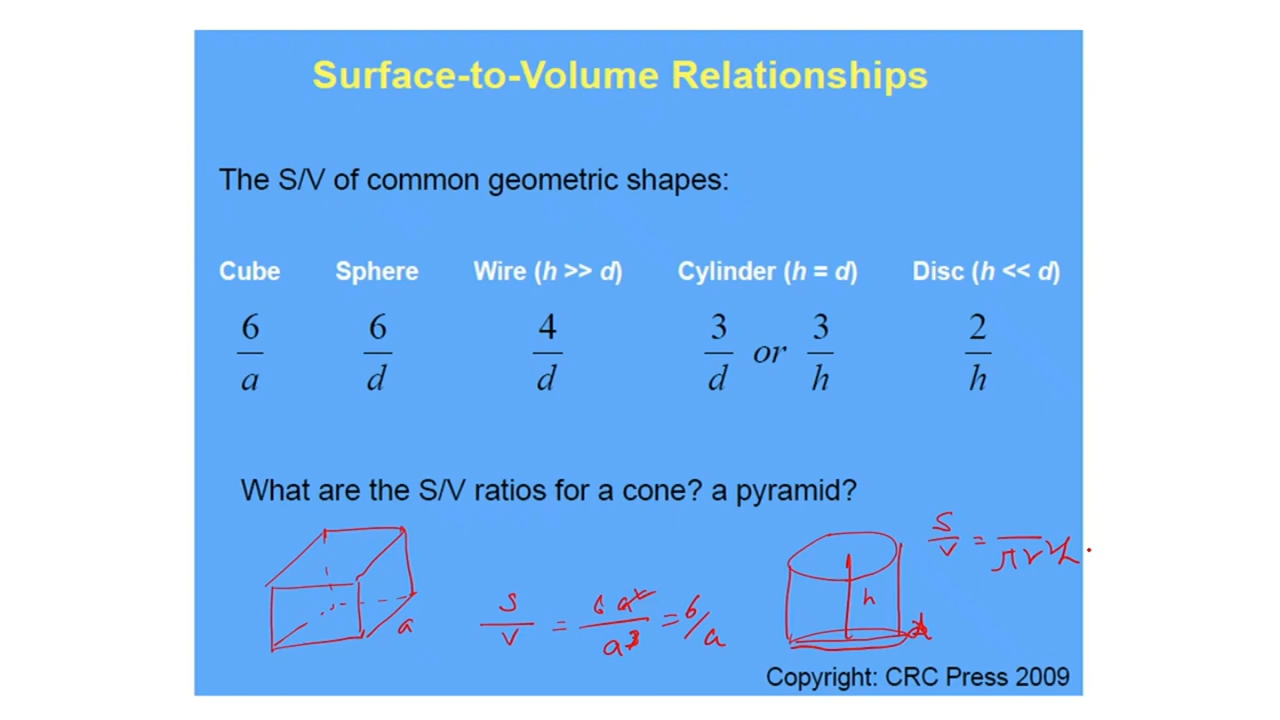 Surface-to-Volume Relationships
The S/V of common geometric shapes:
Cube Sphere Wire (h >> d) Cylinder (h = d) Disc (h << d)
6/a 6/d 4/d 3/d or 3/h 2/h
What are the S/V ratios for a cone? a pyramid?
a
S/V = 6a²/a³ = 6/a
h
S/V =
Copyright: CRC Press 2009